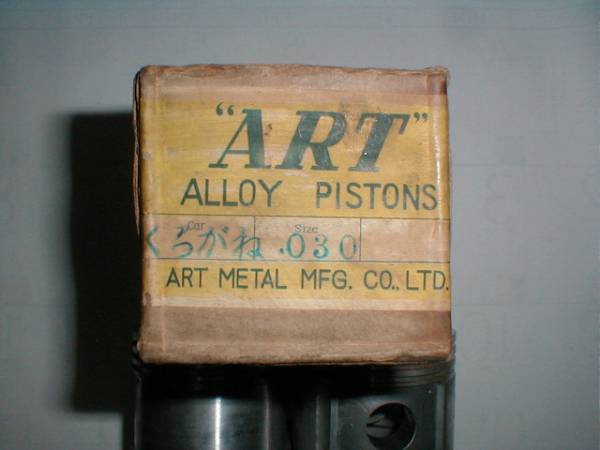 "ART"
ALLOY PISTONS
Car Size
くろがね .030
ART METAL MFG. CO., LTD.